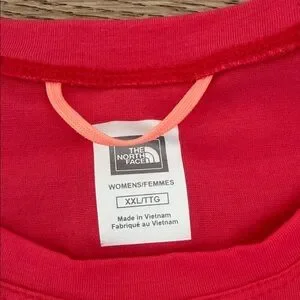 THE
NORTH
FACE
WOMENS/FEMMES
XXL/TTG
Made in Vietnam
Fabriqué au Vietnam